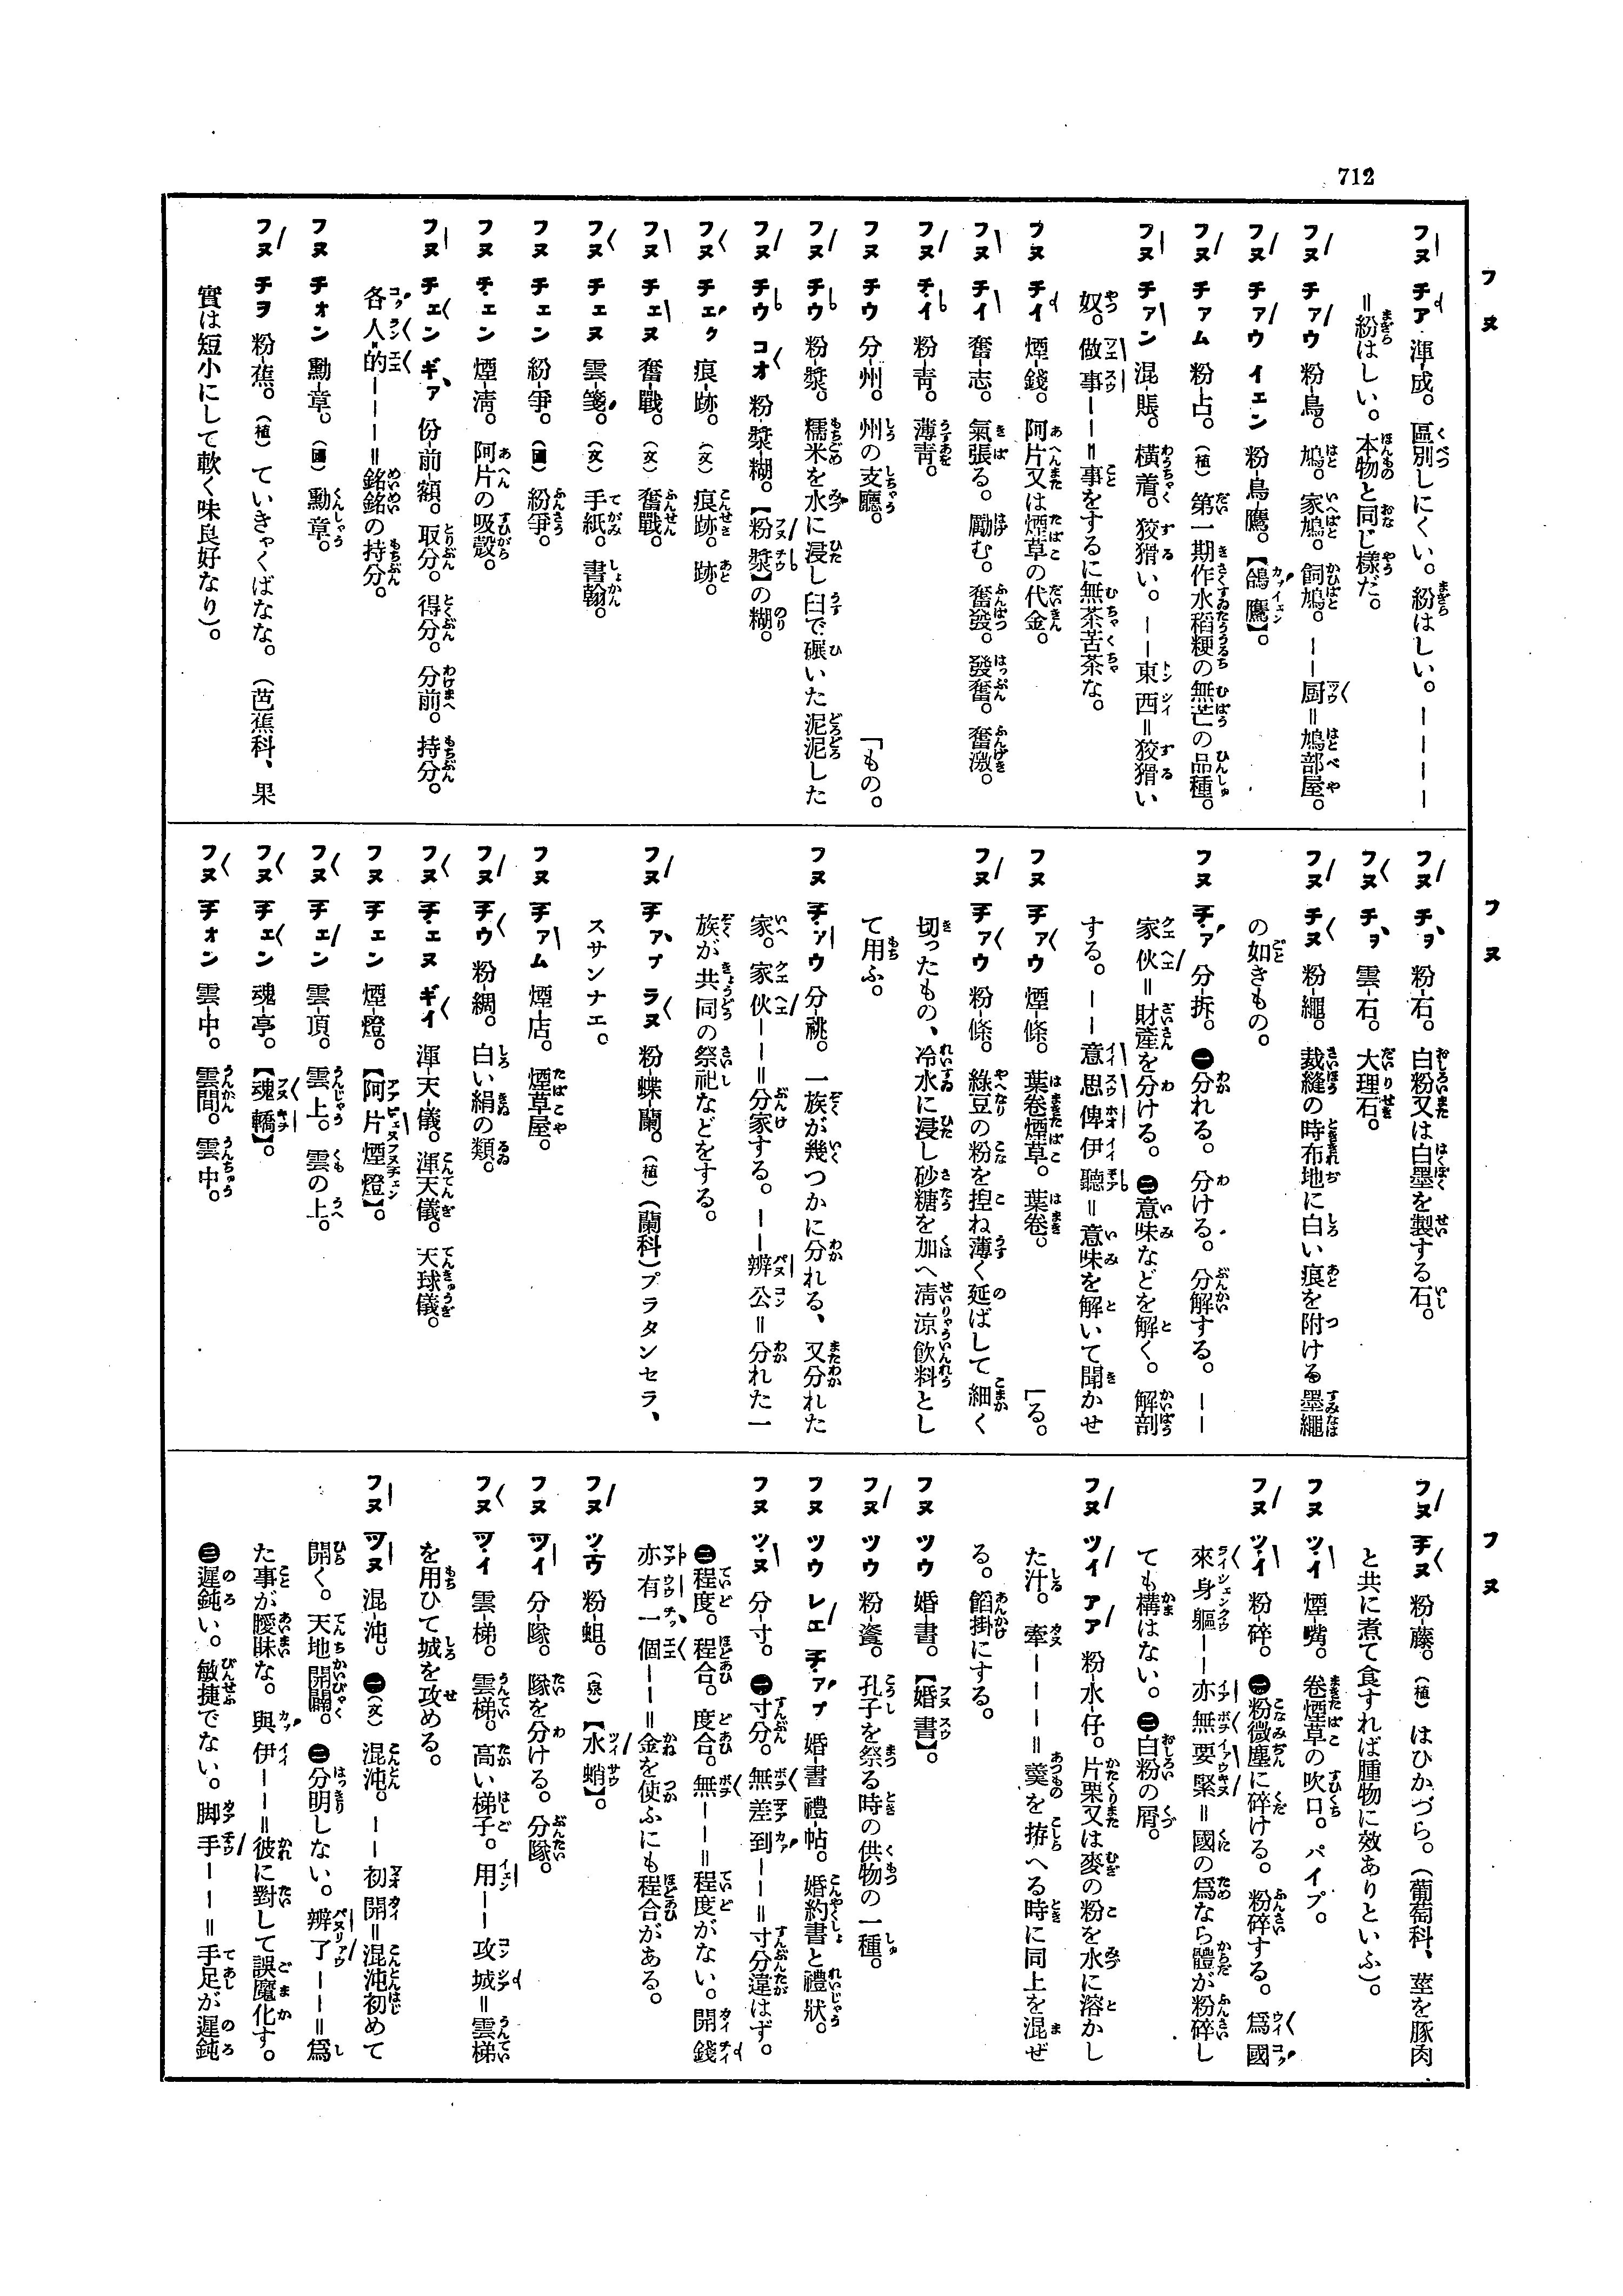 712
フヌ
フヌ
フヌ
フヌ チァ 渾-成。區別しにくい。紛はしい。————
＝紛はしい。本物と同じ樣だ。
フヌ チァウ 粉-鳥。鳩。家鳩。飼鳩。——厨＝鳩部屋。
フヌ チァウ イェン 粉-鳥-鷹。【鴿鷹】。
フヌ チァム 粉-占。（植）第一期作水稻粳の無芒の品種。
フヌ チァン 混-賬。橫着。狡猾い。——東西＝狡猾い
奴。做事——＝事をするに無茶苦茶な。
フヌ チイ 煙-錢。阿片又は煙草の代金。
フヌ チイ 奮-志。氣張る。勵む。奮發。發奮。奮激。
フヌ チイ 粉-靑。薄靑。
フヌ チウ 分-州。州の支廳。
「もの。
フヌ チウ 粉-漿。糯米を水に浸し臼で碾いた泥泥した
フヌ チウ コオ 粉-漿-糊。【粉漿】の糊。
フヌ チェク 痕-跡。（文）痕跡。跡。
フヌ チェヌ 奮-戰。（文）奮戰。
フヌ チェヌ 雲-箋。（文）手紙。書翰。
フヌ チェン 紛-爭。（國）紛爭。
フヌ チェン 煙-淸。阿片の吸殼。
フヌ チェン ギァ 份-前-額。取分。得分。分前。持分。
各人的———＝銘銘の持分。
フヌ チォン 勳-章。（國）勳章。
フヌ チヲ 粉-蕉。（植）ていきゃくばなな。（芭蕉科、果
實は短小にして軟く味良好なり）。
フヌ チヲ 粉-石。白粉又は白墨を製する石。
フヌ チヲ 雲-石。大理石。
フヌ チヌ 粉-繩。裁縫の時布地に白い痕を附ける墨繩
の如きもの。
フヌ チァ 分-拆。㊀分れる。分ける。分解する。——
家伙＝財產を分ける。㊁意味などを解く。解剖
する。——意思俾伊聽＝意味を解いて聞かせ
「る。
フヌ チァウ 煙-條。葉卷煙草。葉卷。
フヌ チァウ 粉-條。綠豆の粉を捏ね薄く延ばして細く
切ったもの、冷水に浸し砂糖を加へ淸涼飲料とし
て用ふ。
フヌ チァウ 分-祧。一族が幾つかに分れる、又分れた
家。家伙——＝分家する。——辨公＝分れた一
族が共同の祭祀などをする。
フヌ チァプ ラヌ 粉-蝶-蘭。（植）（蘭科）プラタンセラ、
スサンナエ。
フヌ チァム 煙-店。煙草屋。
フヌ チウ 粉-綢。白い絹の類。
フヌ チェヌ ギイ 渾-天-儀。渾天儀。天球儀。
フヌ チェン 煙-燈。【阿片煙燈】。
フヌ チェン 雲-頂。雲上。雲の上。
フヌ チェン 魂-亭。【魂轎】。
フヌ チォン 雲-中。雲間。雲中。
フヌ チヌ 粉-藤。（植）はひかづら。（葡萄科、莖を豚肉
と共に煮て食すれば腫物に效ありといふ）。
フヌ ツイ 煙-嘴。卷煙草の吹口。パイプ。
フヌ ツイ 粉-碎。㊀粉微塵に碎ける。粉碎する。爲國
來身軀——亦無要緊＝國の爲なら體が粉碎し
ても構はない。㊁白粉の屑。
フヌ ツイ アァ 粉-水-仔。片栗又は麥の粉を水に溶かし
た汁。牽———＝羹を拵へる時に同上を混ぜ
る。餡掛にする。
フヌ ツウ 婚-書。【婚書】。
フヌ ツウ 粉-瓷。孔子を祭る時の供物の一種。
フヌ ツウ レェ チァプ 婚-書禮-帖。婚約書と禮狀。
フヌ ツヌ 分-寸。㊀寸分。無差到——＝寸分違はず。
㊁程度。程合。度合。無——＝程度がない。開錢
亦有一個——＝金を使ふにも程合がある。
フヌ ツウ 粉-蛆。（泉）【水蛸】。
フヌ ツイ 分-隊。隊を分ける。分隊。
フヌ ツイ 雲-梯。雲梯。高い梯子。用——攻城＝雲梯
を用ひて城を攻める。
フヌ ツヌ 混-沌。㊀（文）混沌。——初開＝混沌初めて
開く。天地開闢。㊁分明しない。辨了——＝爲
た事が曖昧な。與伊——＝彼に對して誤魔化す。
㊂遲鈍い。敏捷でない。脚手——＝手足が遲鈍